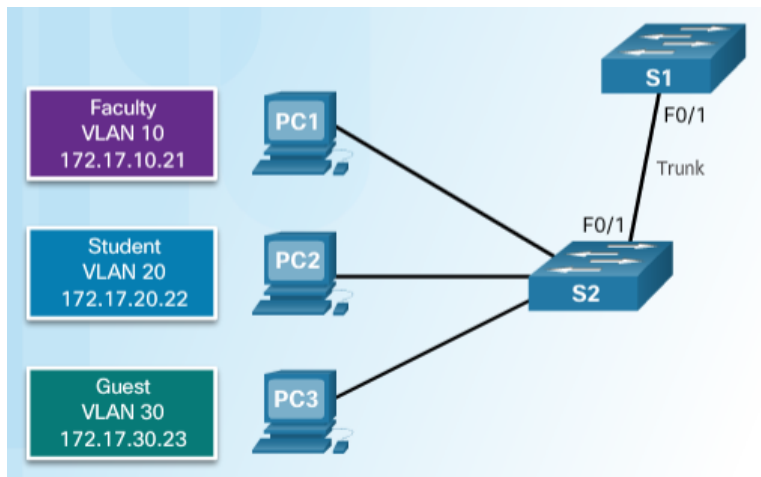 Faculty
VLAN 10
172.17.10.21
PC1
S1
F0/1
Trunk
Student
VLAN 20
172.17.20.22
PC2
F0/1
S2
Guest
VLAN 30
172.17.30.23
PC3